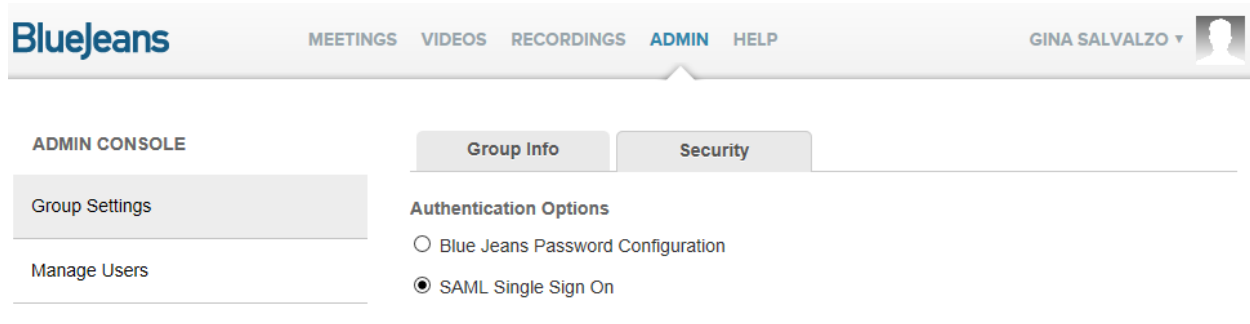 BlueJeans MEETINGS VIDEOS RECORDINGS ADMIN HELP GINA SALVALZO
ADMIN CONSOLE
Group Settings
Manage Users
Group Info Security
Authentication Options
Blue Jeans Password Configuration
SAML Single Sign On